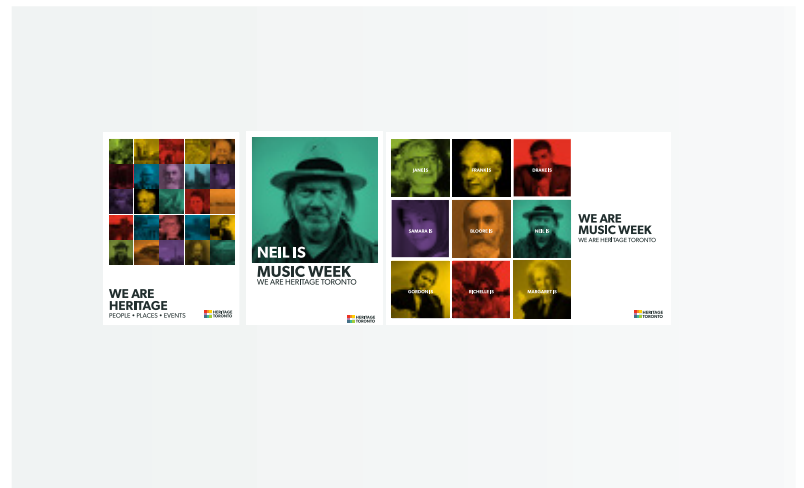 WE ARE
HERITAGE
PEOPLE • PLACES • EVENTS
HERITAGE
TORONTO
NEIL IS
MUSIC WEEK
WE ARE HERITAGE TORONTO
HERITAGE
TORONTO
JANE IS
FRANK IS
DRAKE IS
SAMARA IS
BLOORE IS
NEIL IS
GORDON IS
RICHELLE IS
MARGARET IS
WE ARE
MUSIC WEEK
WE ARE HERITAGE TORONTO
HERITAGE
TORONTO